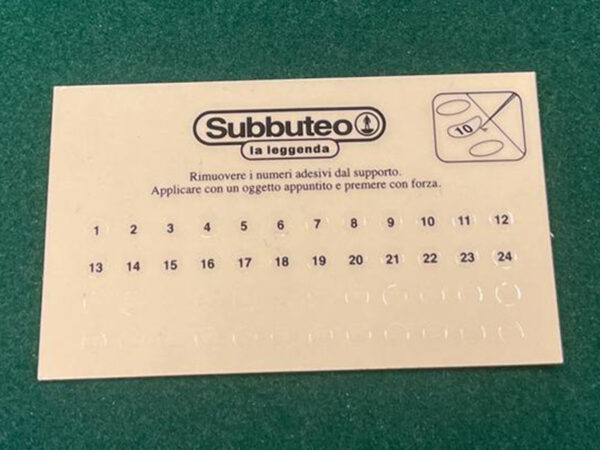 Subbuteo
la leggenda
10
Rimuovere i numeri adesivi dal supporto.
Applicare con un oggetto appuntito e premere con forza.
1 2 3 4 5 6 7 8 9 10 11 12
13 14 15 16 17 18 19 20 21 22 23 24